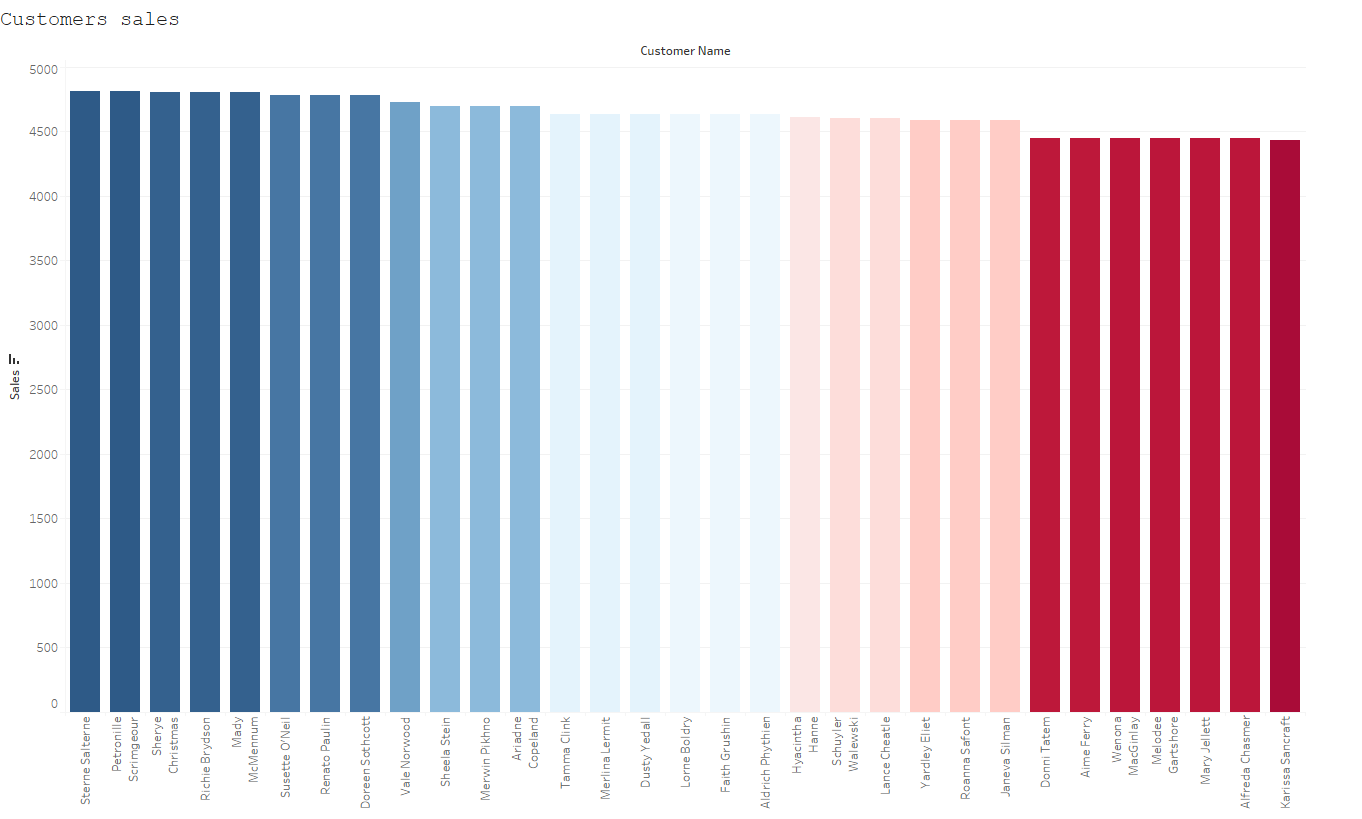 Customers sales
Customer Name
5000
4500
4000
3500
3000
2500
2000
1500
1000
500
0
Sales
Sterne Salterne
Petronille
Scrimgeour
Sherye
Christmas
Richie Brydson
Mady
McMennum
Susette O'Neil
Renato Paulin
Doreen Sothcott
Vale Norwood
Sheela Stein
Merwin Pikhno
Ariadne
Copeland
Tamma Clink
Merlina Lermit
Dusty Yedall
Lorne Boldry
Faith Grushin
Aldrich Phythien
Hyacintha
Hanne
Schuyler
Walewski
Lance Cheatle
Yardley Eliet
Roanna Safont
Janeva Silman
Donni Tatem
Aime Ferry
Wenona
MacGinlay
Melodee
Gartshore
Mary Jellett
Alfreda Chasmer
Karissa Sancraft